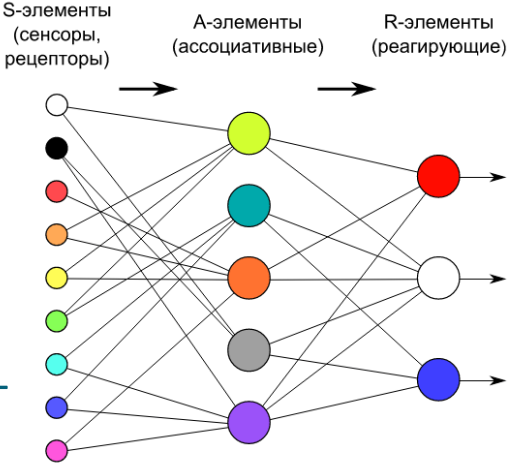 S-элементы
(сенсоры,
рецепторы)
A-элементы
(ассоциативные)
R-элементы
(реагирующие)